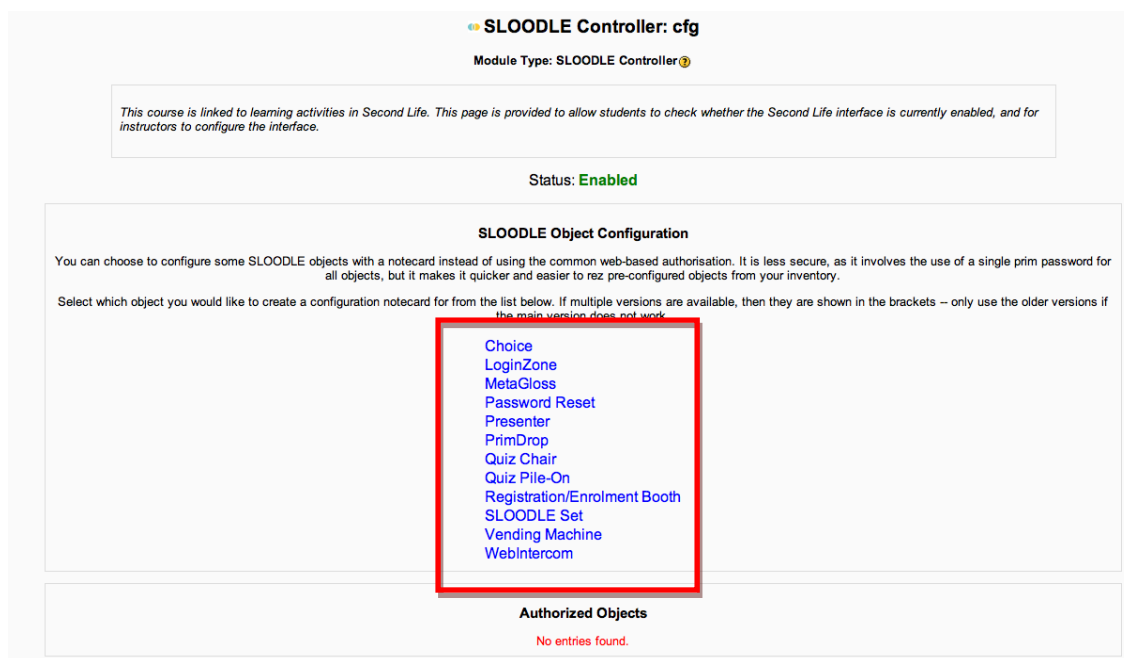 SLOODLE Controller: cfg
Module Type: SLOODLE Controller
This course is linked to learning activities in Second Life. This page is provided to allow students to check whether the Second Life interface is currently enabled, and for
instructors to configure the interface.
Status: Enabled
SLOODLE Object Configuration
You can choose to configure some SLOODLE objects with a notecard instead of using the common web-based authorisation. It is less secure, as it involves the use of a single prim password for
all objects, but it makes it quicker and easier to rez pre-configured objects from your inventory.
Select which object you would like to create a configuration notecard for from the list below. If multiple versions are available, then they are shown in the brackets -- only use the older versions if
the main version does not work
Choice
LoginZone
MetaGloss
Password Reset
Presenter
PrimDrop
Quiz Chair
Quiz Pile-On
Registration/Enrolment Booth
SLOODLE Set
Vending Machine
WebIntercom
Authorized Objects
No entries found.